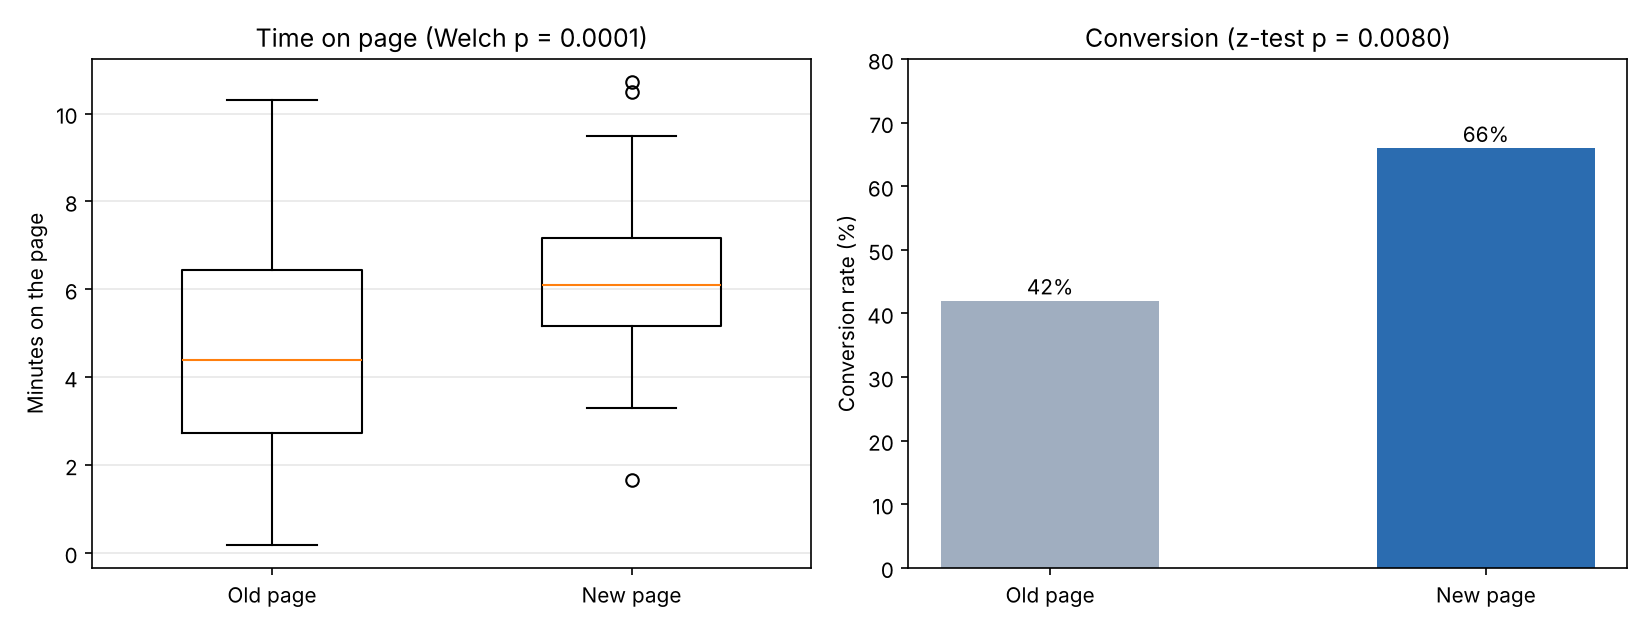 Time on page (Welch p = 0.0001)
Minutes on the page
10
8
6
4
2
0
Old page
New page
Conversion (z-test p = 0.0080)
Conversion rate (%)
80
70
60
50
40
30
20
10
0
42%
66%
Old page
New page